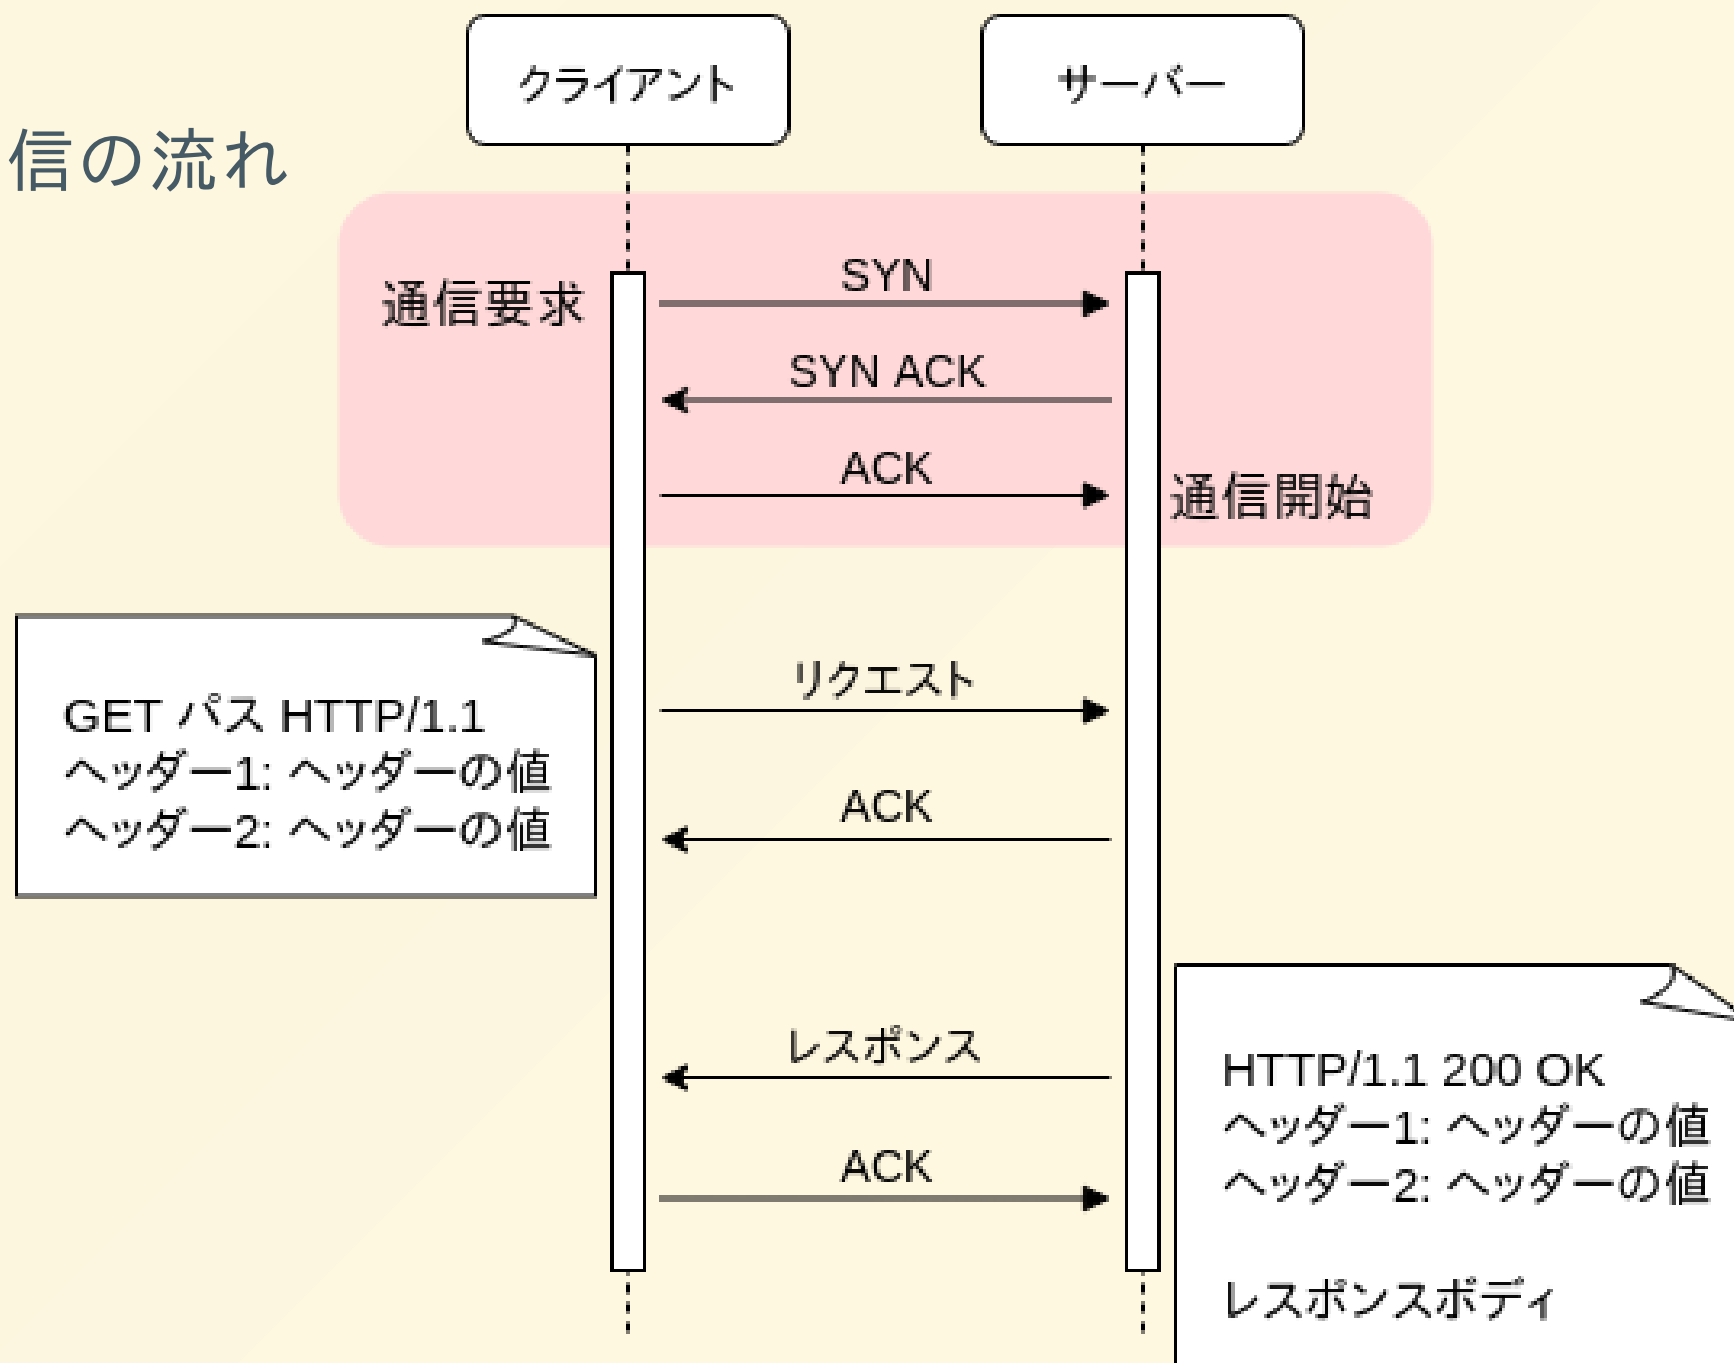 クライアント
サーバー
信の流れ
通信要求
SYN
SYN ACK
ACK
通信開始
リクエスト
GET パス HTTP/1.1
ヘッダー1: ヘッダーの値
ヘッダー2: ヘッダーの値
ACK
レスポンス
HTTP/1.1 200 OK
ヘッダー1: ヘッダーの値
ヘッダー2: ヘッダーの値
レスポンスボディ
ACK